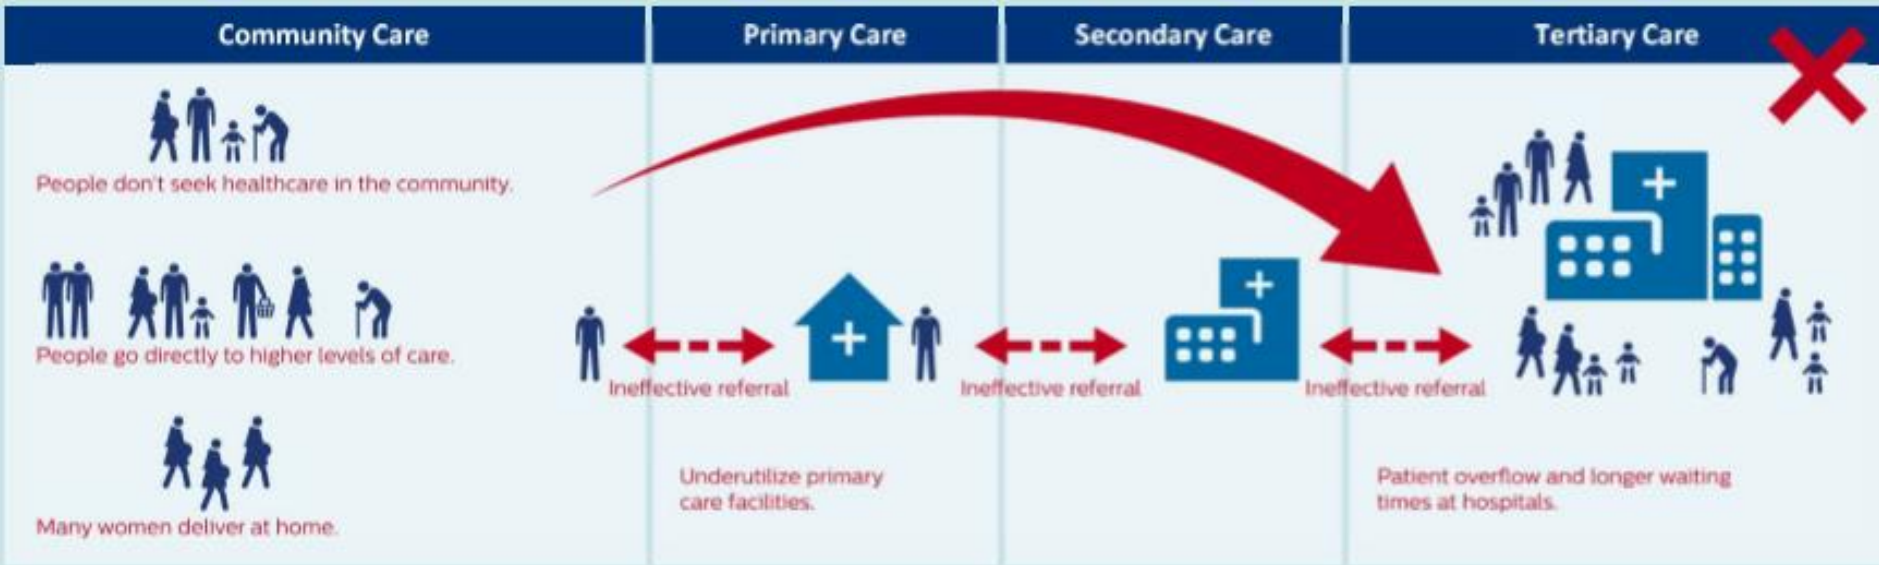 Community Care
Primary Care
Secondary Care
Tertiary Care
People don't seek healthcare in the community.
People go directly to higher levels of care.
Many women deliver at home.
Ineffective referral
Underutilize primary
care facilities.
Ineffective referral
Ineffective referral
Patient overflow and longer waiting
times at hospitals.